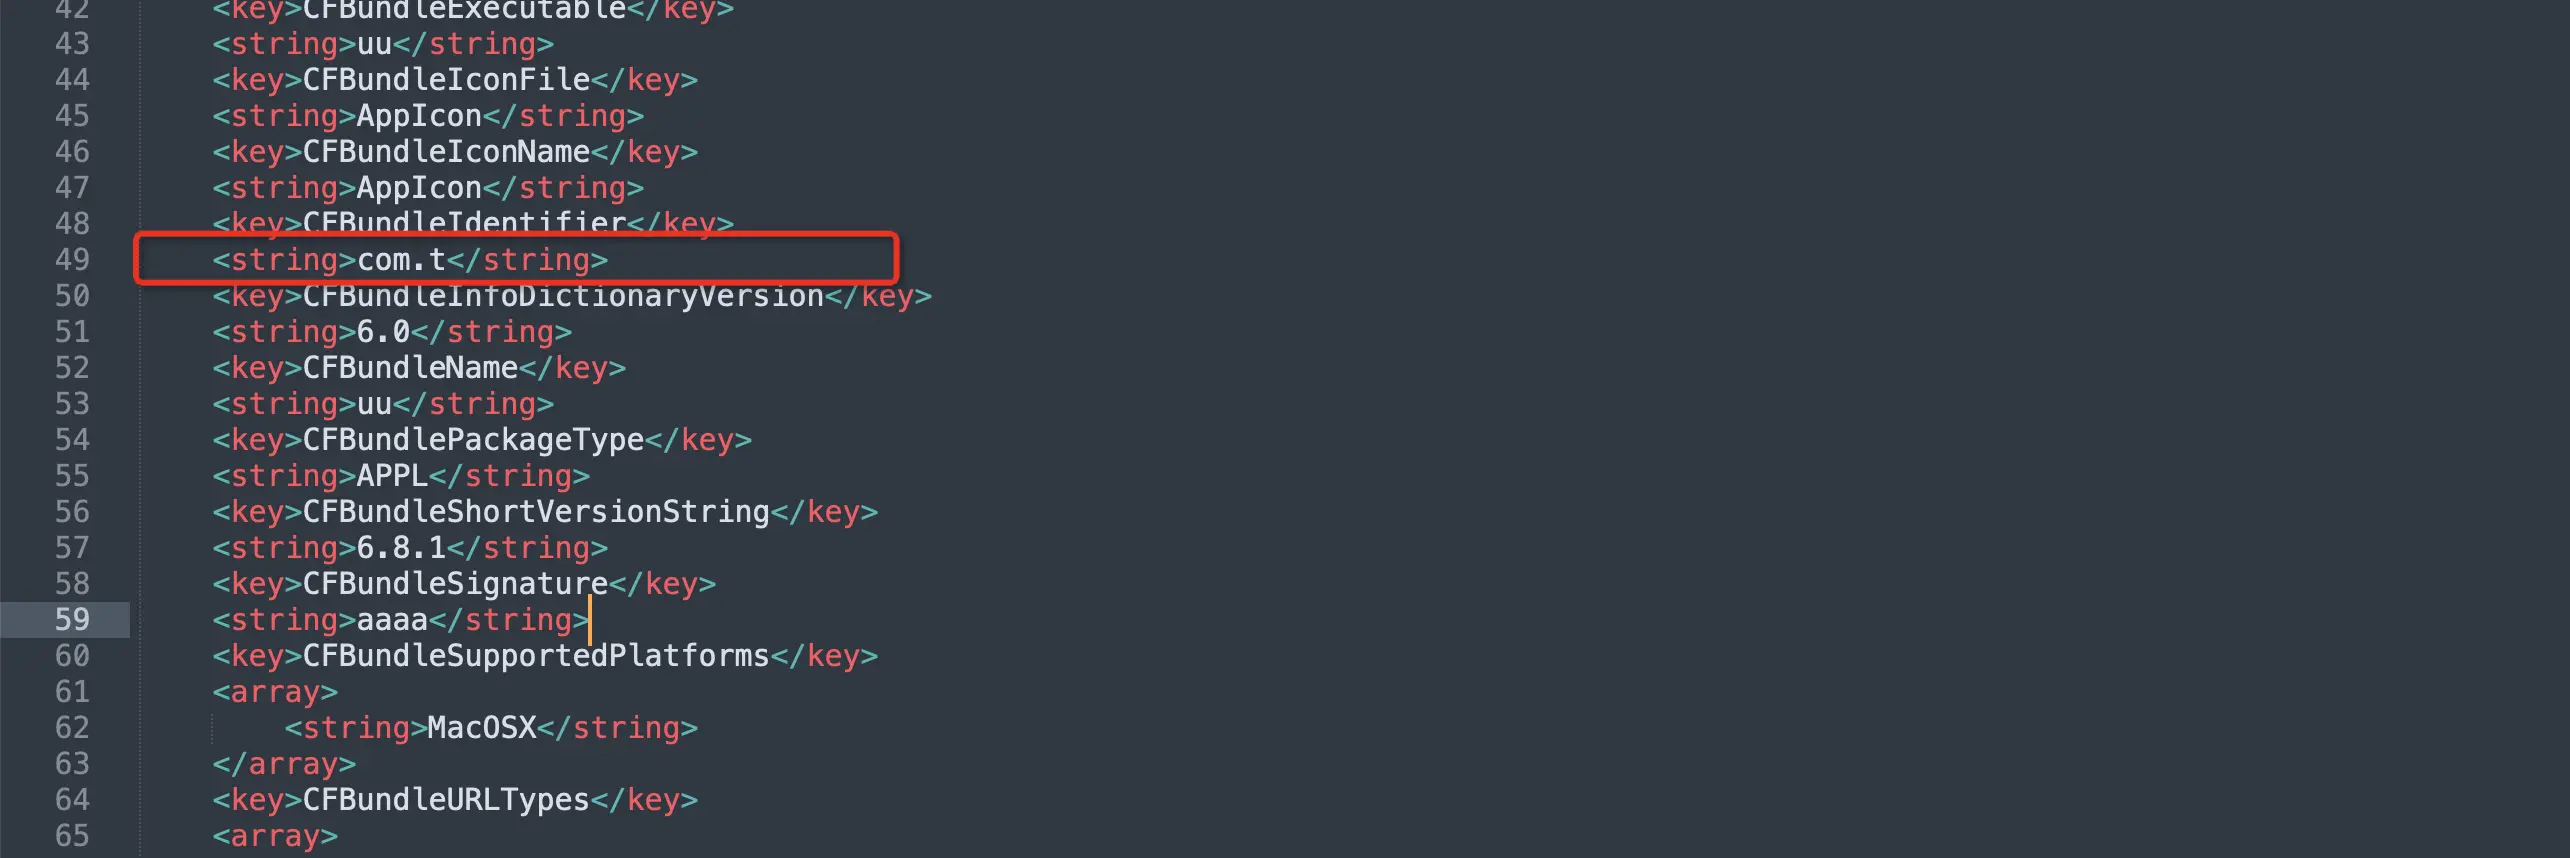 42 <key>CFBundleExecutable</key>
43 <string>uu</string>
44 <key>CFBundleIconFile</key>
45 <string>AppIcon</string>
46 <key>CFBundleIconName</key>
47 <string>AppIcon</string>
48 <key>CFBundleIdentifier</key>
49 <string>com.t</string>
50 <key>CFBundleInfoDictionaryVersion</key>
51 <string>6.0</string>
52 <key>CFBundleName</key>
53 <string>uu</string>
54 <key>CFBundlePackageType</key>
55 <string>APPL</string>
56 <key>CFBundleShortVersionString</key>
57 <string>6.8.1</string>
58 <key>CFBundleSignature</key>
59 <string>aaaa</string>
60 <key>CFBundleSupportedPlatforms</key>
61 <array>
62 <string>MacOSX</string>
63 </array>
64 <key>CFBundleURLTypes</key>
65 <array>